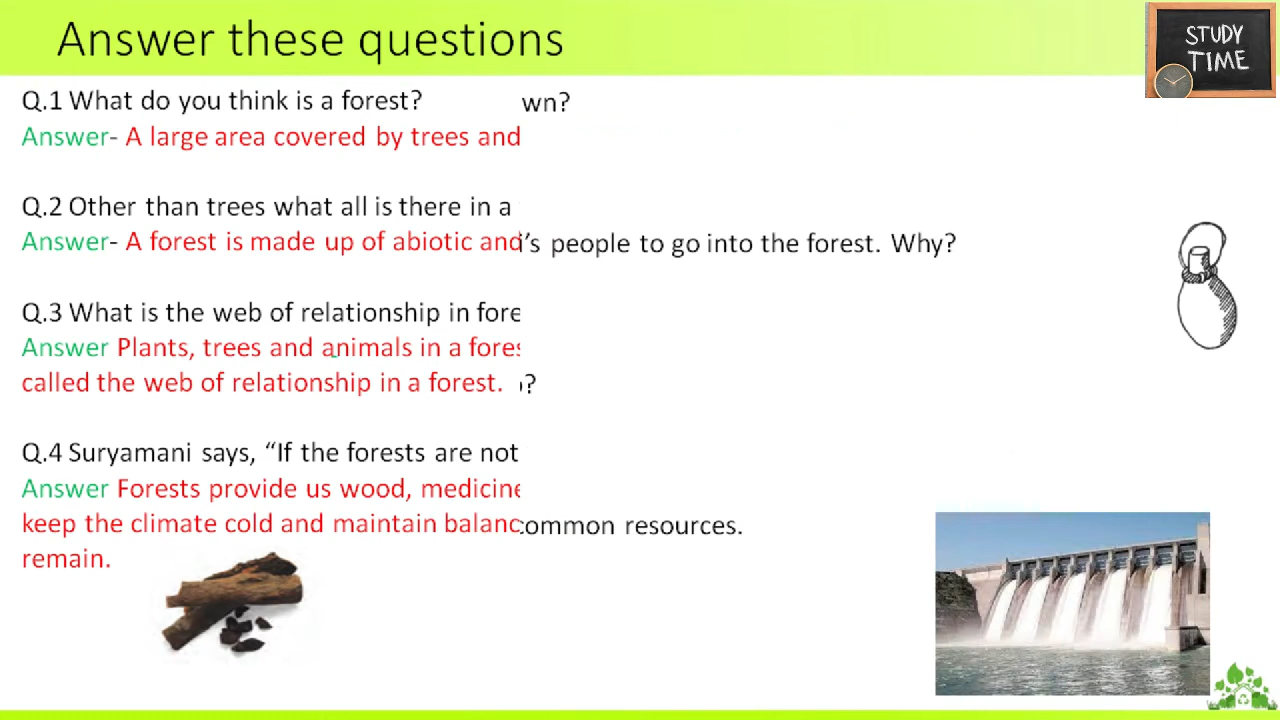 Answer these questions
STUDY
TIME
Q.1 What do you think is a forest? wn?
Answer- A large area covered by trees and
Q.2 Other than trees what all is there in a
Answer- A forest is made up of abiotic and 's people to go into the forest. Why?
Q.3 What is the web of relationship in fore
Answer Plants, trees and animals in a fores
called the web of relationship in a forest. ?
Q.4 Suryamani says, “If the forests are not
Answer Forests provide us wood, medicine
keep the climate cold and maintain balanc ommon resources.
remain.